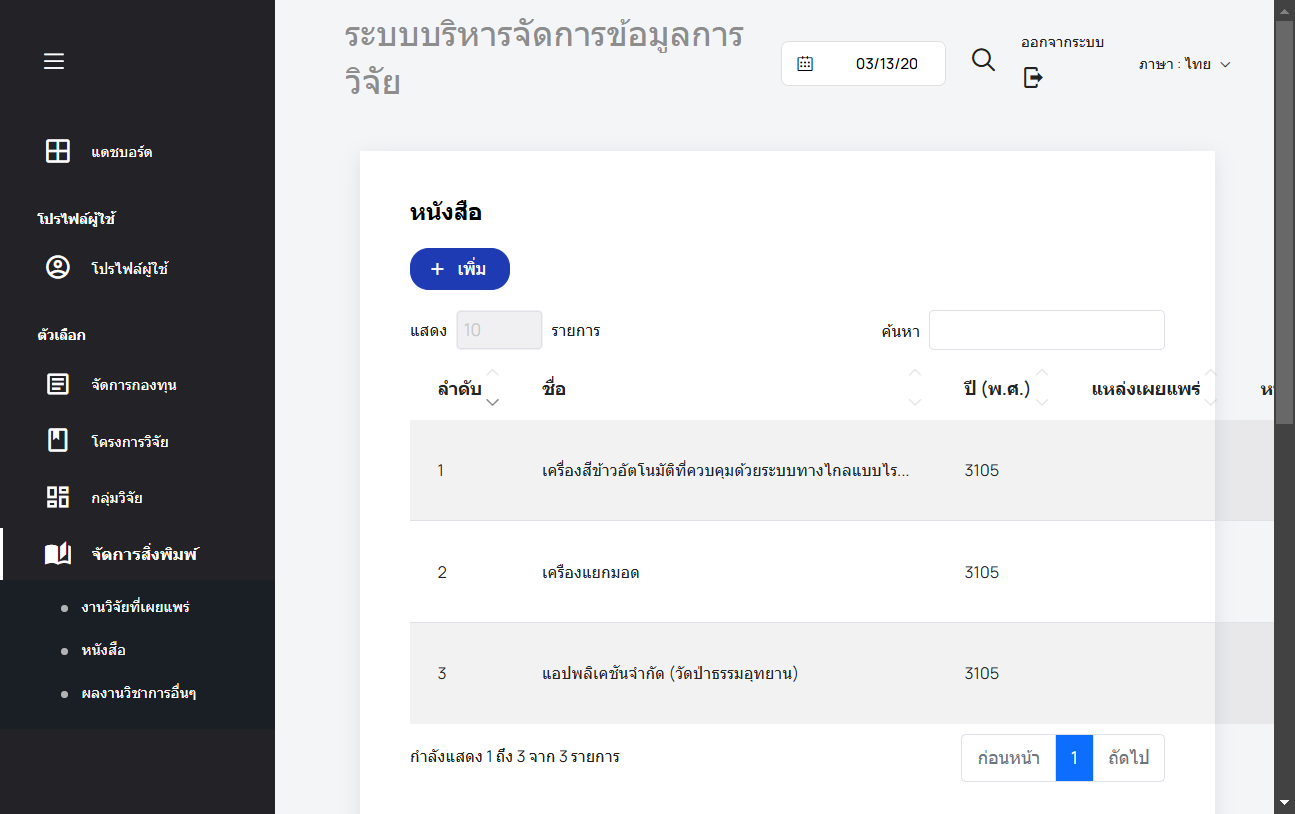 ระบบบริหารจัดการข้อมูลการ
วิจัย
03/13/20
ออกจากระบบ
ภาษา : ไทย
แดชบอร์ด
โปรไฟล์ผู้ใช้
โปรไฟล์ผู้ใช้
ตัวเลือก
จัดการกองทุน
โครงการวิจัย
กลุ่มวิจัย
จัดการสิ่งพิมพ์
งานวิจัยที่เผยแพร่
หนังสือ
ผลงานวิชาการอื่นๆ
หนังสือ
+ เพิ่ม
แสดง 10 รายการ ค้นหา
ลำดับ ชื่อ ปี (พ.ศ.) แหล่งเผยแพร่
1 เครื่องสีข้าวอัตโนมัติที่ควบคุมด้วยระบบทางไกลแบบไร... 3105
2 เครืองแยกมอด 3105
3 แอปพลิเคชันจำกัด (วัดป่าธรรมอุทยาน) 3105
กำลังแสดง 1 ถึง 3 จาก 3 รายการ
ก่อนหน้า 1 ถัดไป